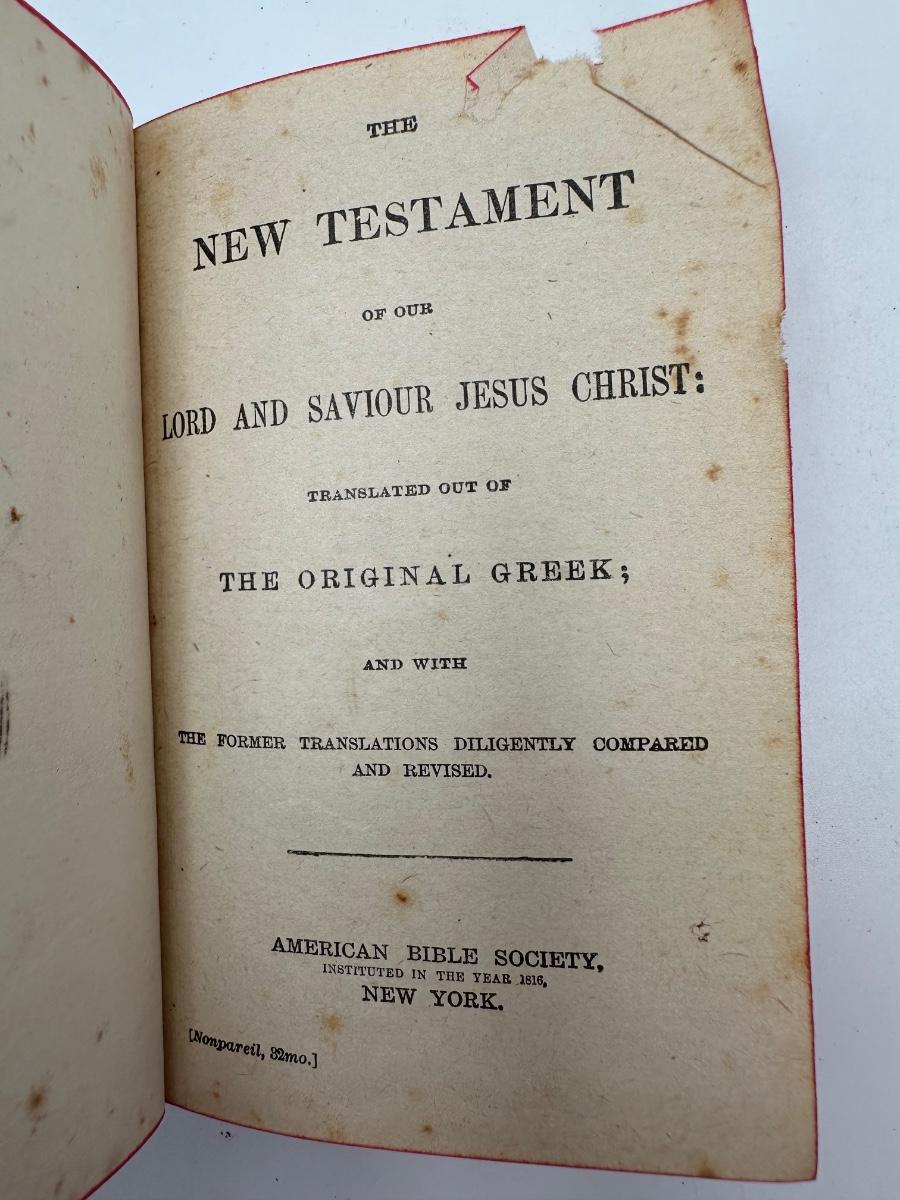 THE
NEW TESTAMENT
OF OUR
LORD AND SAVIOUR JESUS CHRIST:
TRANSLATED OUT OF
THE ORIGINAL GREEK;
AND WITH
THE FORMER TRANSLATIONS DILIGENTLY COMPARED
AND REVISED.
AMERICAN BIBLE SOCIETY,
INSTITUTED IN THE YEAR 1816,
NEW YORK.
[Nonpareil, 32mo.]